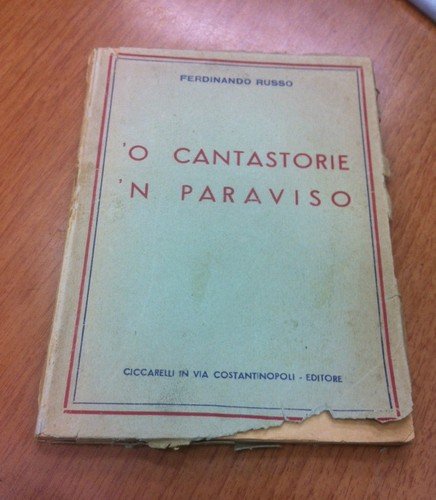 FERDINANDO RUSSO
'O CANTASTORIE
'N PARAVISO
CICCARELLI IN VIA COSTANTINOPOLI - EDITORE